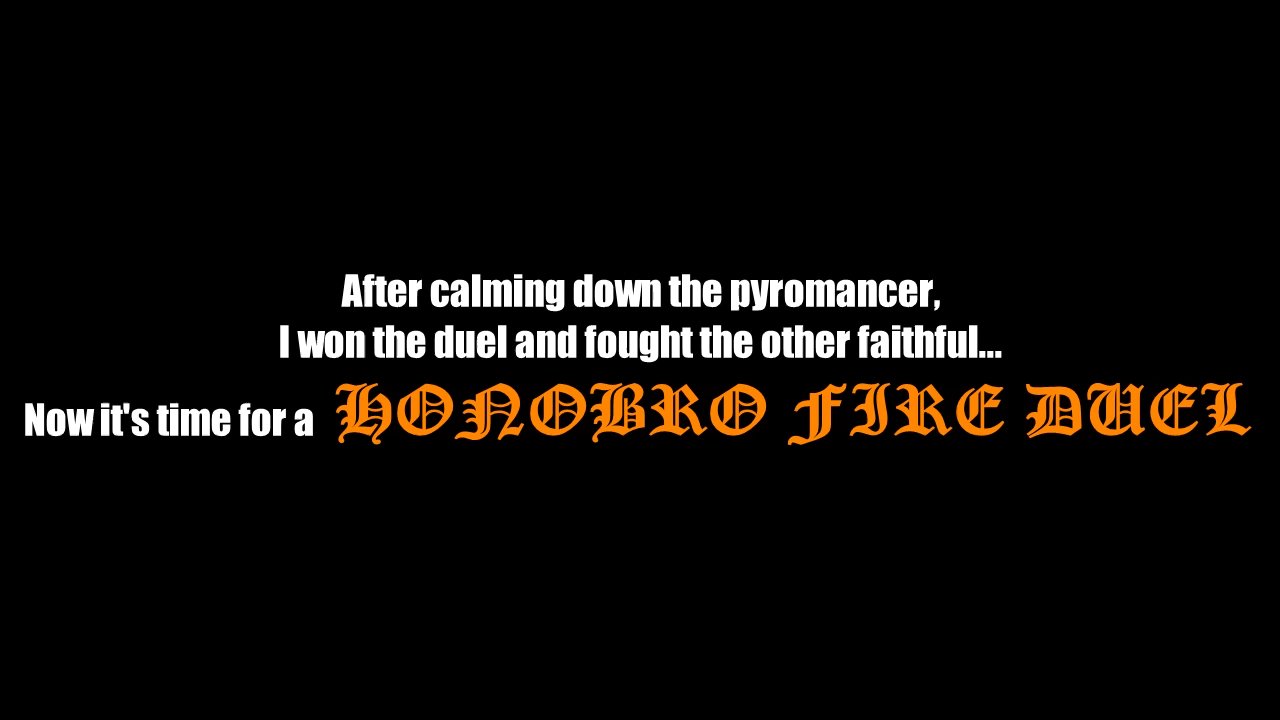 After calming down the pyromancer,
I won the duel and fought the other faithful...
Now it's time for a HONOBRO FIRE DUEL